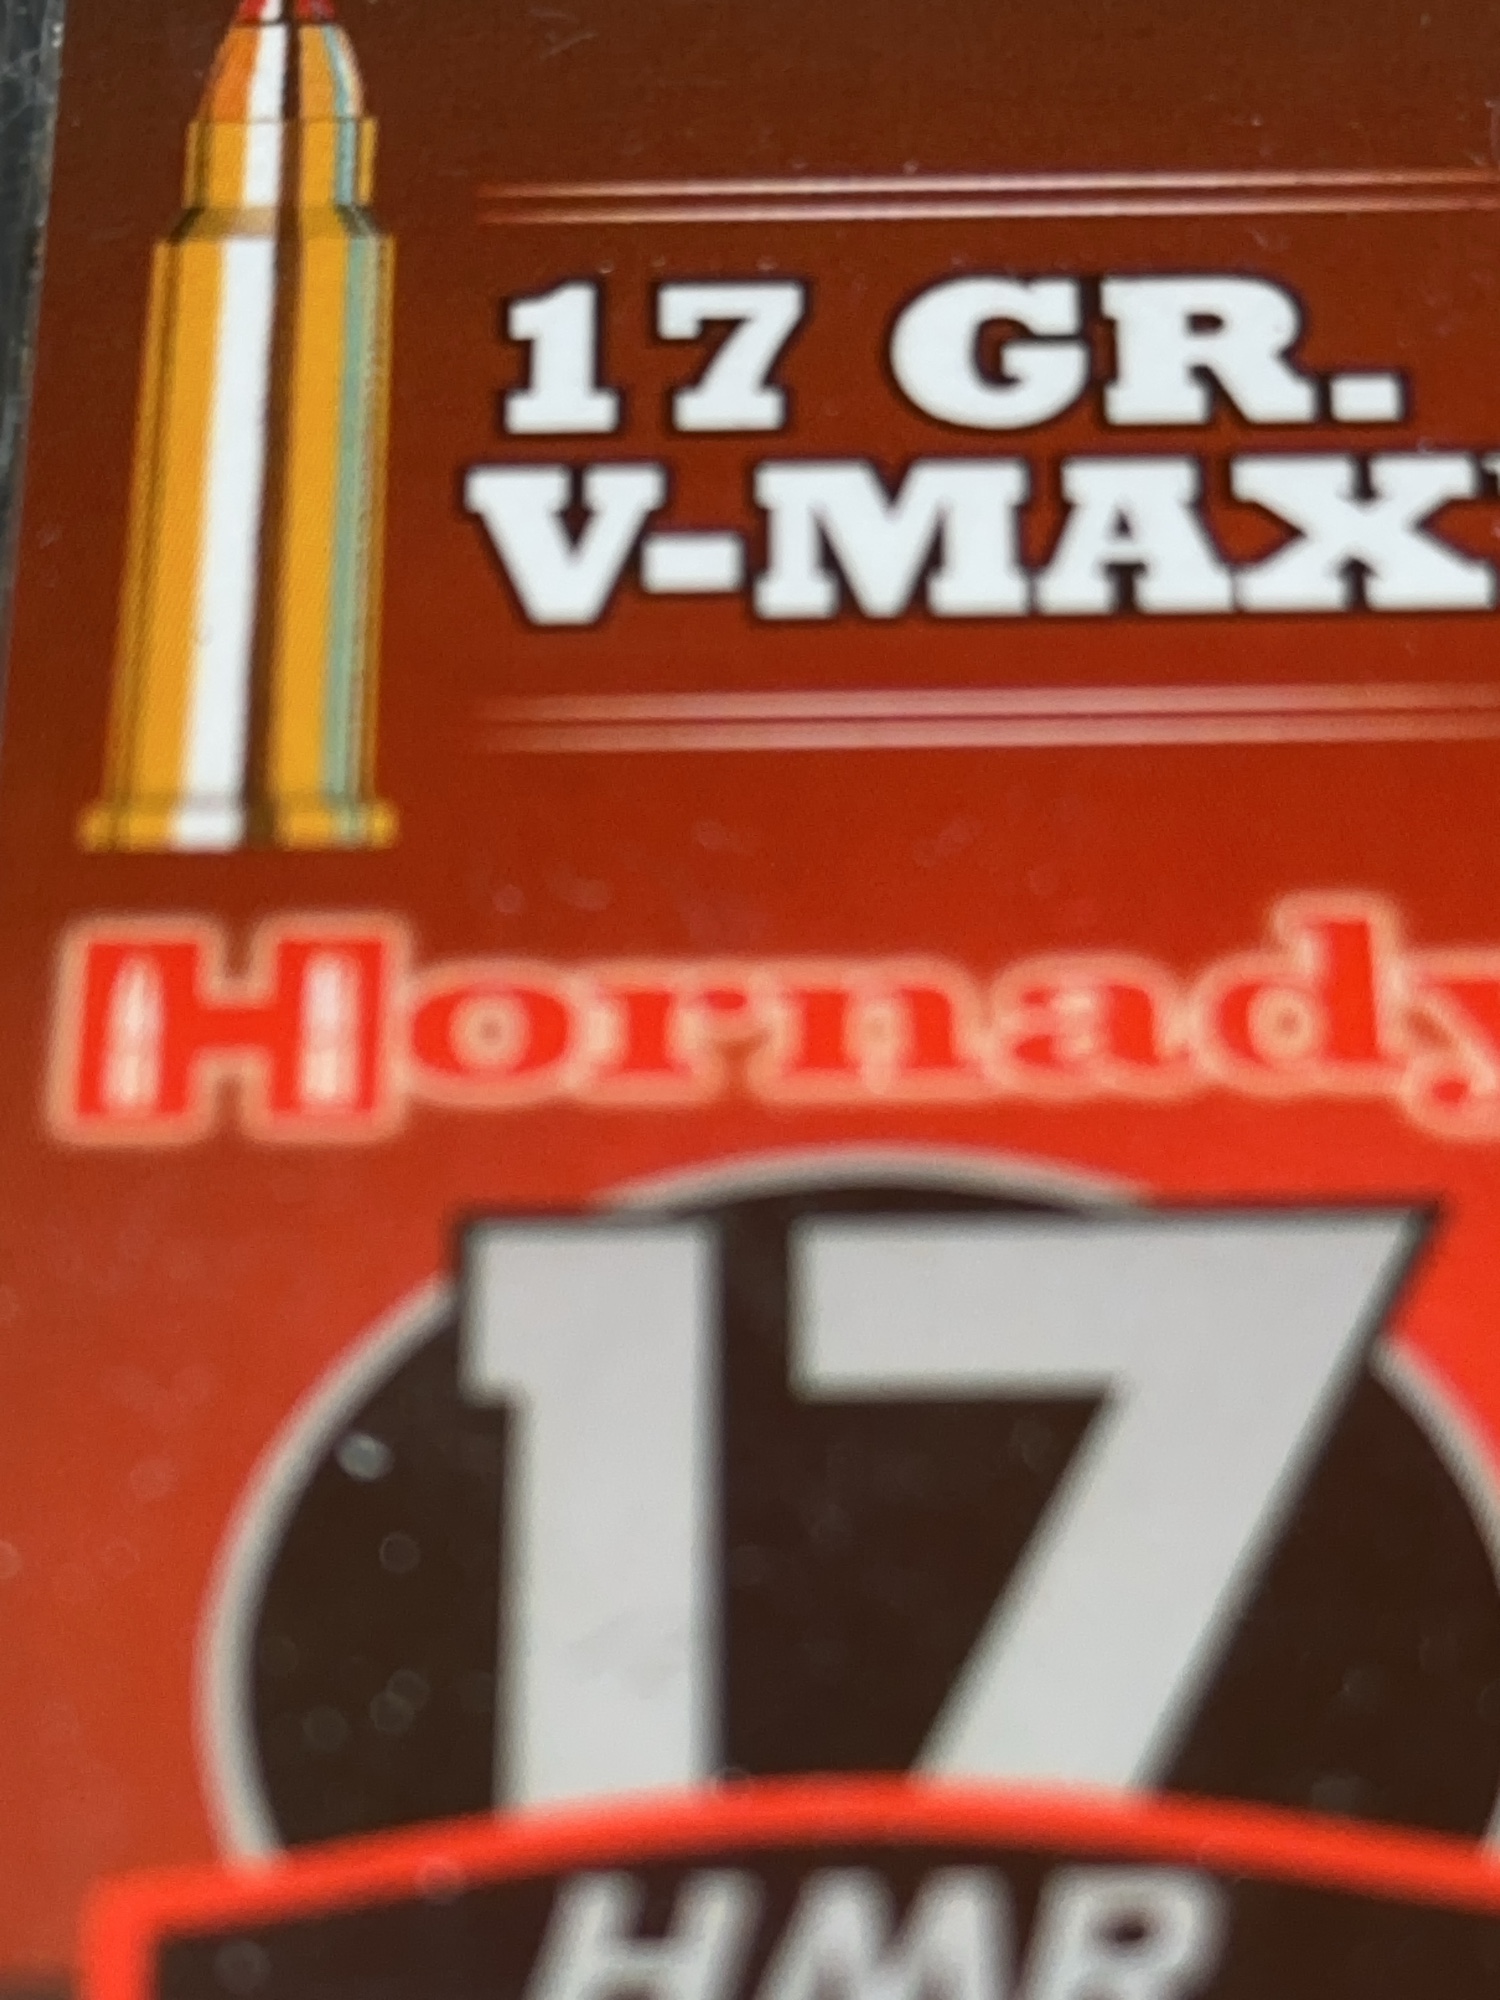 17 GR.
V-MAX
Hornady
17
HMR